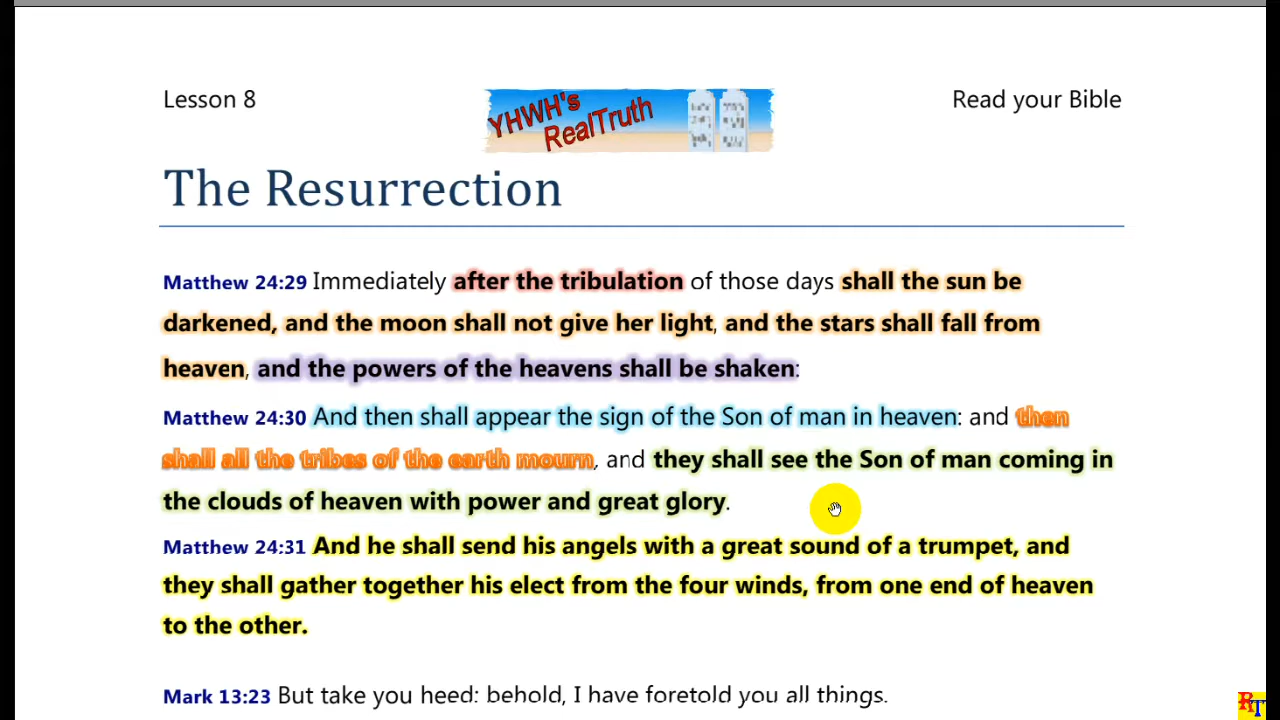 Lesson 8
YHWH's
RealTruth
Read your Bible
The Resurrection
Matthew 24:29 Immediately after the tribulation of those days shall the sun be
darkened, and the moon shall not give her light, and the stars shall fall from
heaven, and the powers of the heavens shall be shaken:
Matthew 24:30 And then shall appear the sign of the Son of man in heaven: and then
shall all the tribes of the earth mourn, and they shall see the Son of man coming in
the clouds of heaven with power and great glory.
Matthew 24:31 And he shall send his angels with a great sound of a trumpet, and
they shall gather together his elect from the four winds, from one end of heaven
to the other.
Mark 13:23 But take you heed: behold, I have foretold you all things.
RT